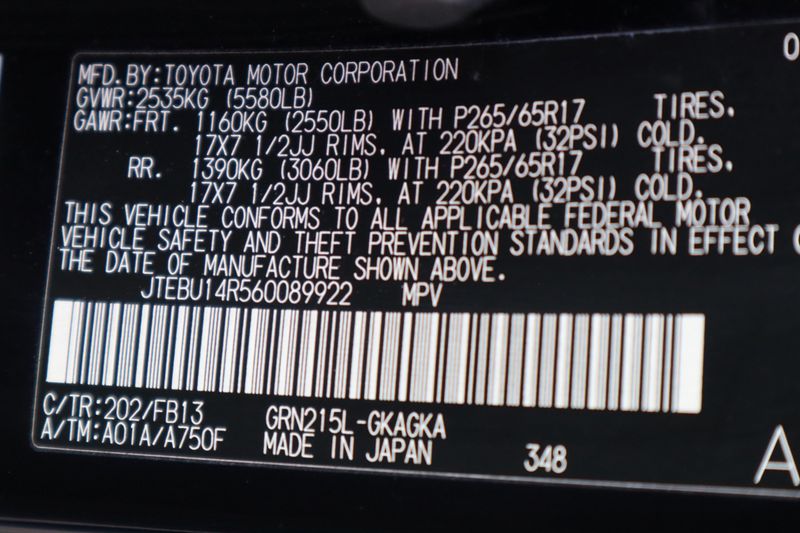 0
MFD.BY:TOYOTA MOTOR CORPORATION
GVWR:2535KG (5580LB)
GAWR:FRT. 1160KG (2550LB) WITH P265/65R17 TIRES.
17X7 1/2JJ RIMS, AT 220KPA (32PSI) COLD.
RR. 1390KG (3060LB) WITH P265/65R17 TIRES.
17X7 1/2JJ RIMS, AT 220KPA (32PSI) COLD.
THIS VEHICLE CONFORMS TO ALL APPLICABLE FEDERAL MOTOR
VEHICLE SAFETY AND THEFT PREVENTION STANDARDS IN EFFECT
THE DATE OF MANUFACTURE SHOWN ABOVE.
JTEBU14R560089922 MPV
C/TR:202/FB13 GRN215L-GKAGKA
A/TM:A01A/A750F MADE IN JAPAN 348
A